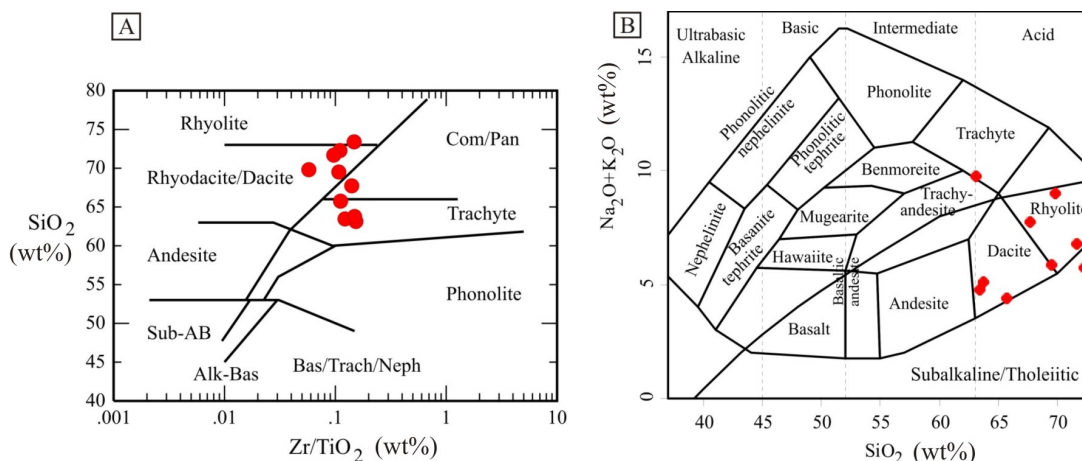 A
80
75
70
65
60
55
50
45
40
SiO2
(wt%)
Rhyolite
Com/Pan
Rhyodacite/Dacite
Trachyte
Andesite
Phonolite
Sub-AB
Alk-Bas
Bas/Trach/Neph
.001
.01
0.1
1
10
Zr/TiO2 (wt%)
B
Ultrabasic
Alkaline
Basic
Intermediate
Acid
15
10
5
0
Na2O+K2O (wt%)
Phonolitic
nephelinite
Phonolitic
tephrite
Phonolite
Trachyte
Benmoreite
Trachy-
andesite
Rhyolite
Nephelinite
Basanite
tephrite
Mugearite
Hawaiite
Basaltic
andesite
Dacite
Andesite
Basalt
Subalkaline/Tholeiitic
40
45
50
55
60
65
70
SiO2 (wt%)